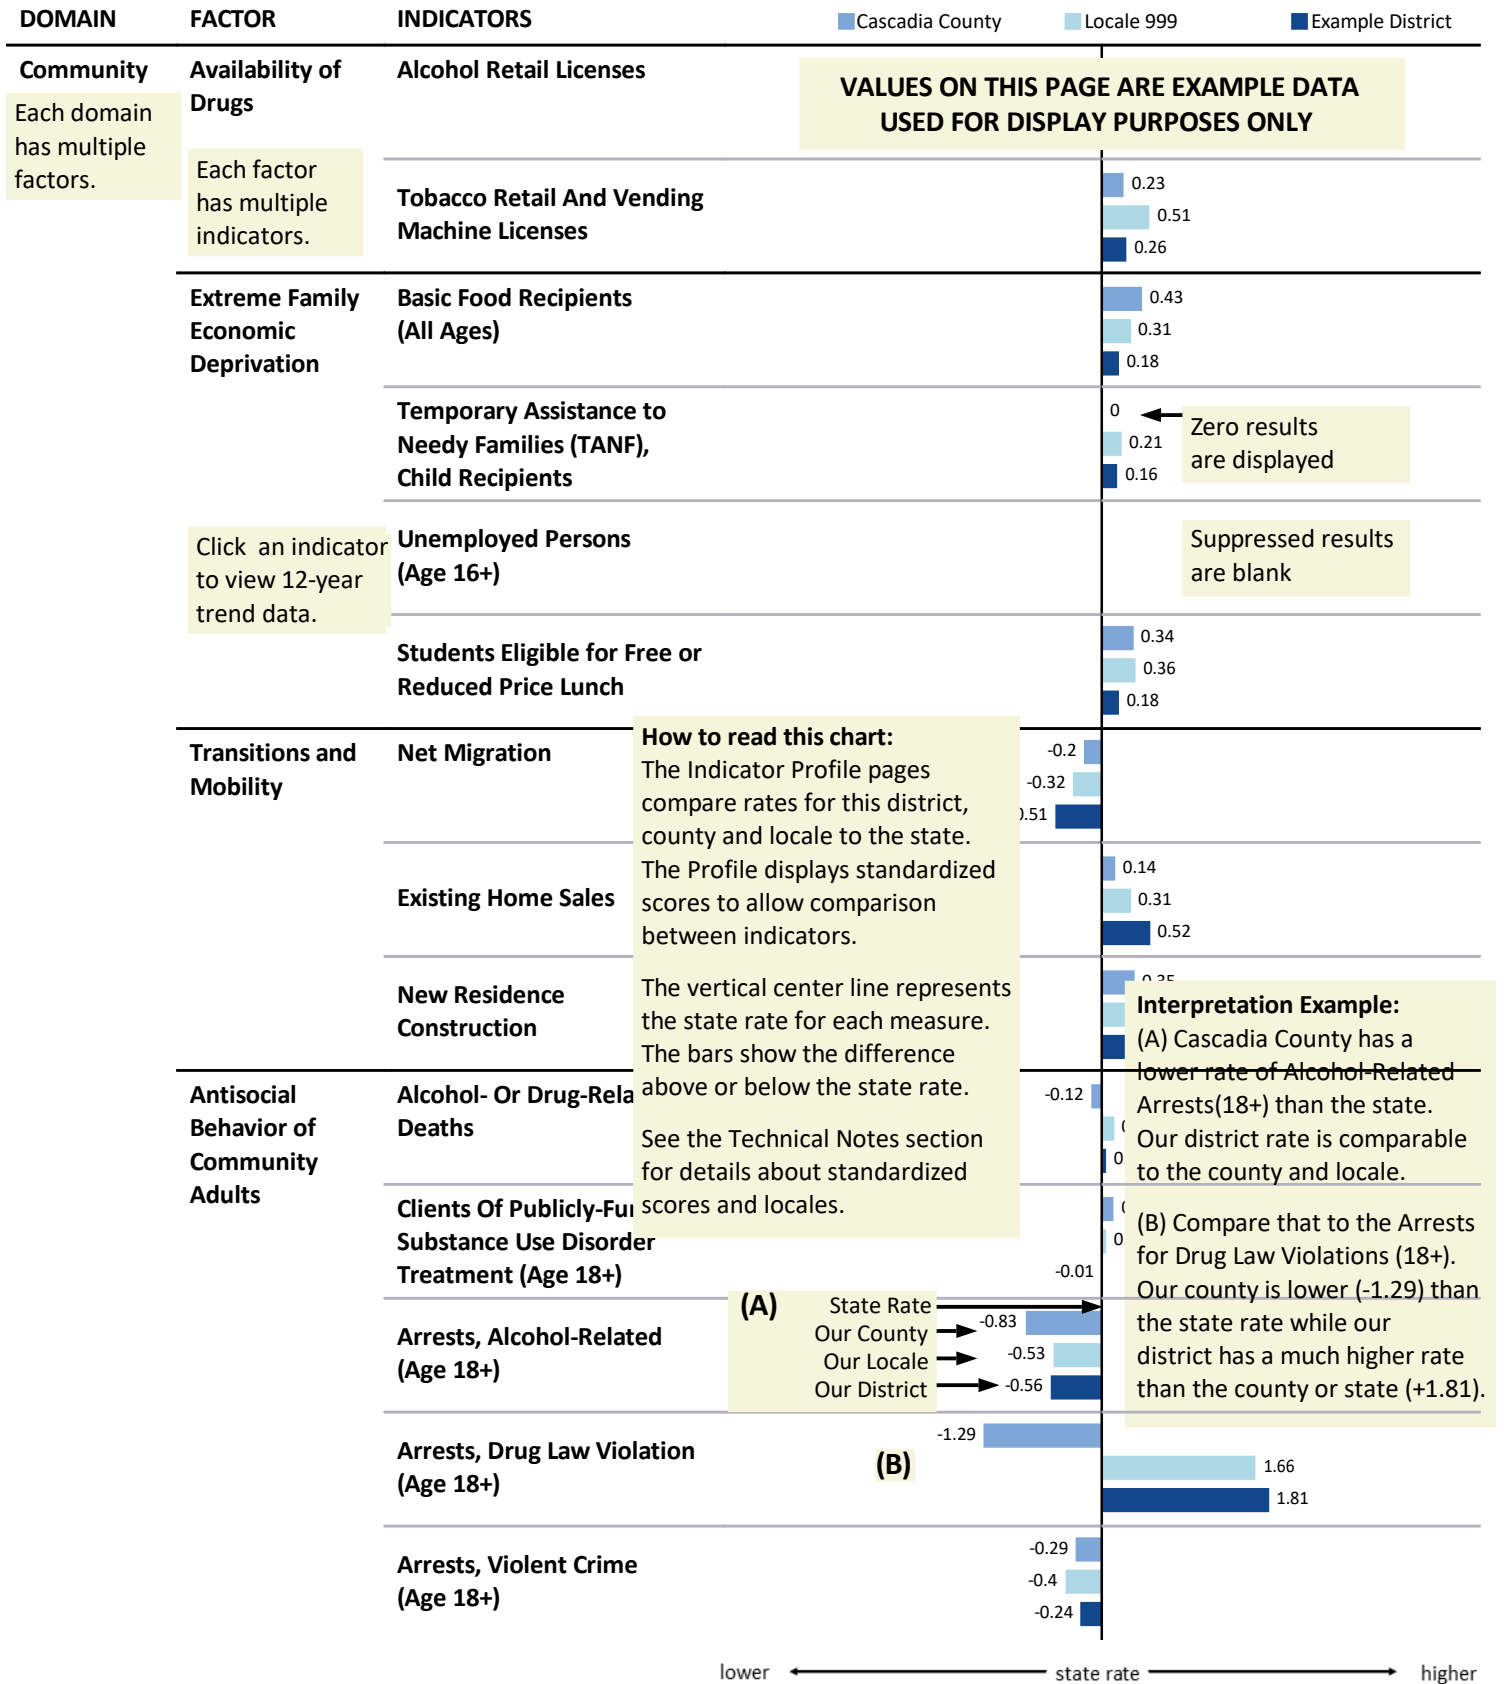 DOMAIN FACTOR INDICATORS Cascadia County Locale 999 Example District
Community
Each domain
has multiple
factors.
Availability of
Drugs
Each factor
has multiple
indicators.
Alcohol Retail Licenses
VALUES ON THIS PAGE ARE EXAMPLE DATA
USED FOR DISPLAY PURPOSES ONLY
Tobacco Retail And Vending
Machine Licenses
0.23
0.51
0.26
Extreme Family
Economic
Deprivation
Basic Food Recipients
(All Ages)
0.43
0.31
0.18
Temporary Assistance to
Needy Families (TANF),
Child Recipients
0
0.21
0.16
Zero results
are displayed
Click an indicator
to view 12-year
trend data.
Unemployed Persons
(Age 16+)
Suppressed results
are blank
Students Eligible for Free or
Reduced Price Lunch
0.34
0.36
0.18
Transitions and
Mobility
Net Migration
-0.2
-0.32
.51
How to read this chart:
The Indicator Profile pages
compare rates for this district,
county and locale to the state.
The Profile displays standardized
scores to allow comparison
between indicators.
The vertical center line represents
the state rate for each measure.
The bars show the difference
above or below the state rate.
See the Technical Notes section
for details about standardized
scores and locales.
Existing Home Sales
0.14
0.31
0.52
New Residence
Construction
Interpretation Example:
(A) Cascadia County has a
lower rate of Alcohol-Related
Arrests(18+) than the state.
Our district rate is comparable
to the county and locale.
(B) Compare that to the Arrests
for Drug Law Violations (18+).
Our county is lower (-1.29) than
the state rate while our
district has a much higher rate
than the county or state (+1.81).
Antisocial
Behavior of
Community
Adults
Alcohol- Or Drug-Rela
Deaths
-0.12
0.
Clients Of Publicly-Fu
Substance Use Disorder
Treatment (Age 18+)
0.
-0.01
Arrests, Alcohol-Related
(Age 18+)
(A)
State Rate
Our County
Our Locale
Our District
-0.83
-0.53
-0.56
Arrests, Drug Law Violation
(Age 18+)
(B)
-1.29
1.66
1.81
Arrests, Violent Crime
(Age 18+)
-0.29
-0.4
-0.24
lower state rate higher